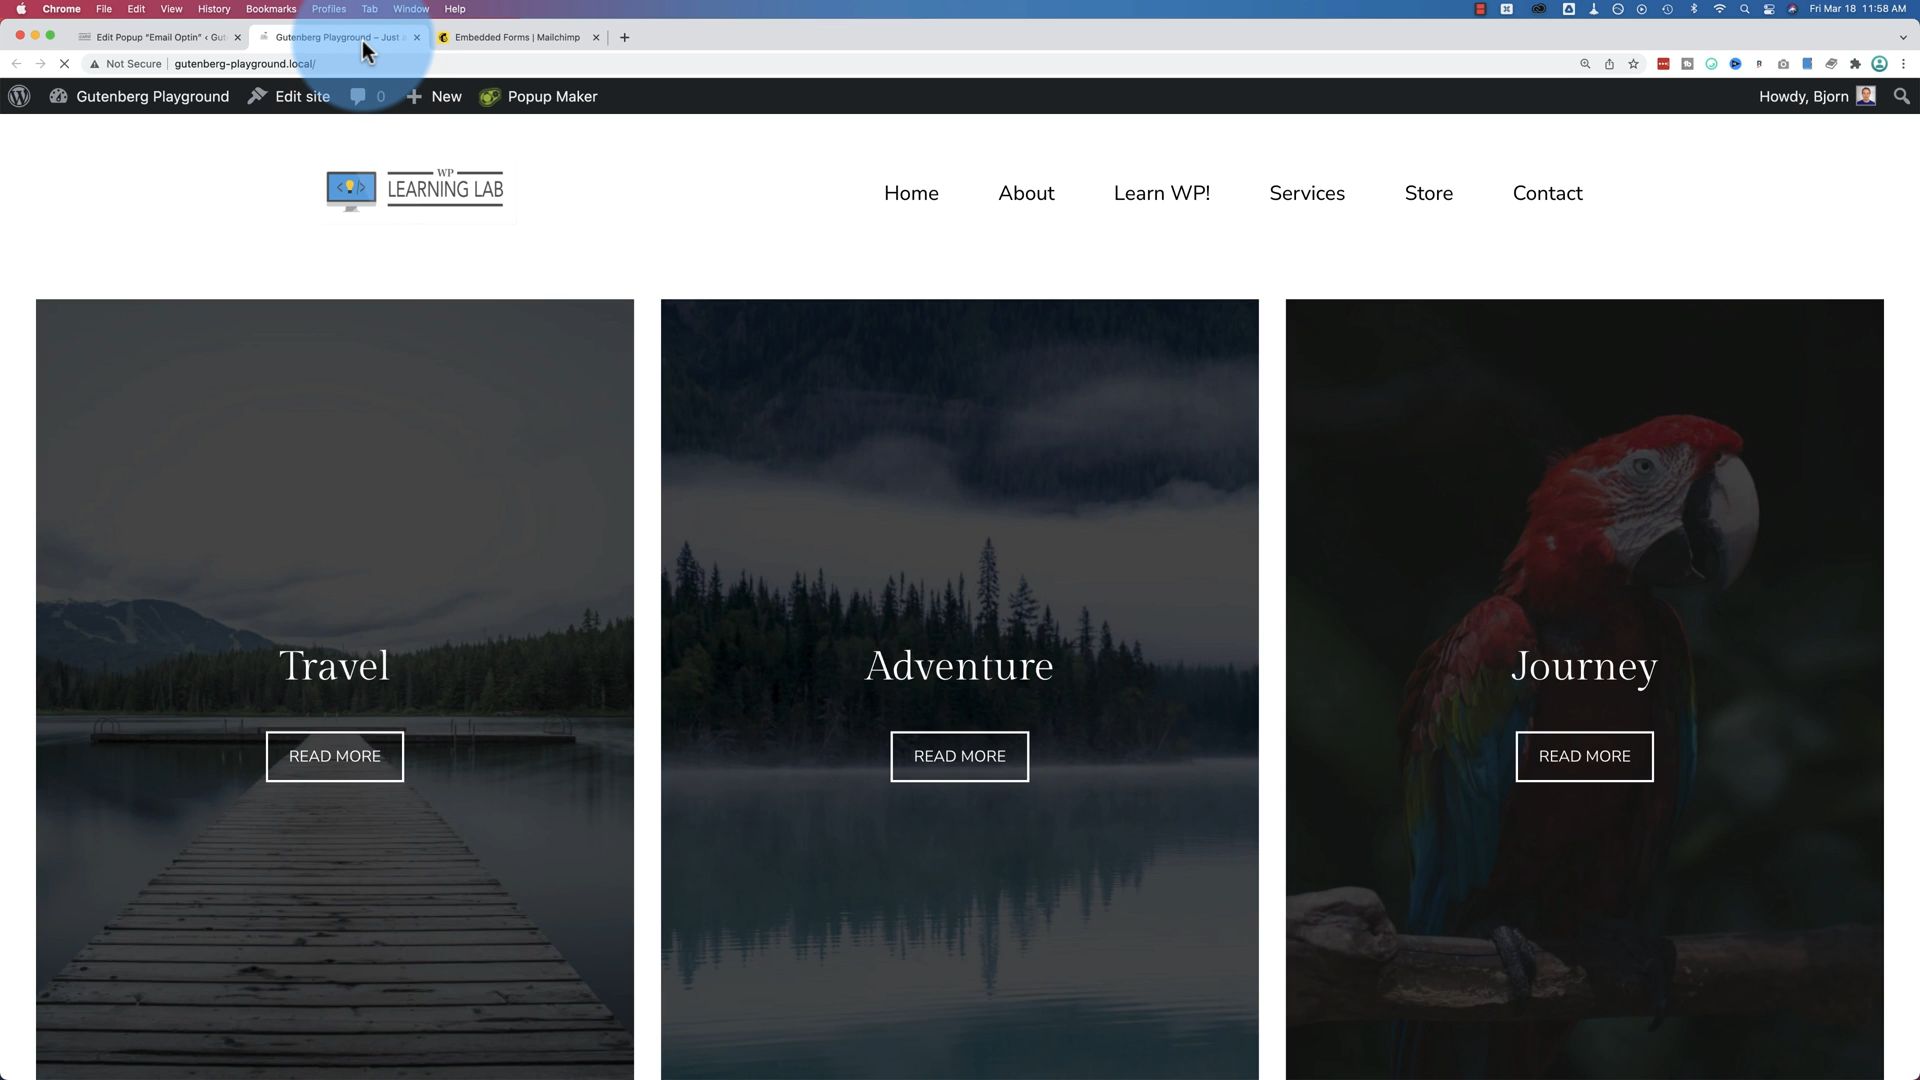 Chrome File Edit View History Bookmarks Profiles Tab Window Help Fri Mar 18 11:58 AM
Edit Popup "Email Optin" ‹ Gut Gutenberg Playground – Just a Embedded Forms | Mailchimp
Not Secure gutenberg-playground.local/
Gutenberg Playground Edit site 0 New Popup Maker Howdy, Bjorn
WP
LEARNING LAB
Home About Learn WP! Services Store Contact
Travel Adventure Journey
READ MORE READ MORE READ MORE